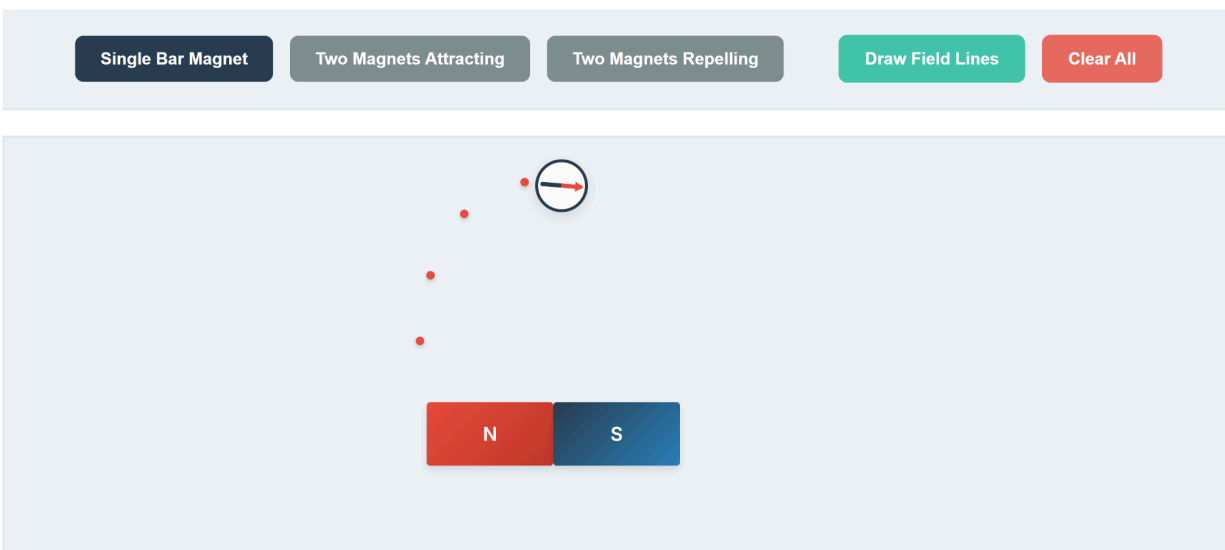 Single Bar Magnet
Two Magnets Attracting
Two Magnets Repelling
Draw Field Lines
Clear All
N
S